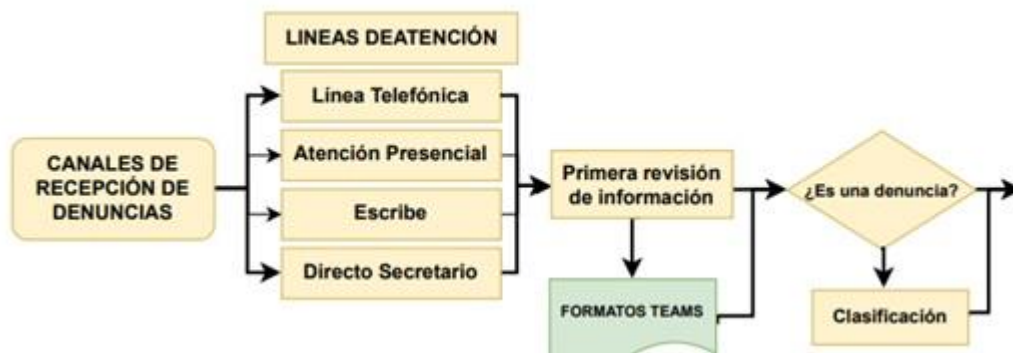 LINEAS DEATENCIÓN
Línea Telefónica
Atención Presencial
Escribe
Directo Secretario
CANALES DE
RECEPCIÓN DE
DENUNCIAS
Primera revisión
de información
FORMATOS TEAMS
¿Es una denuncia?
Clasificación